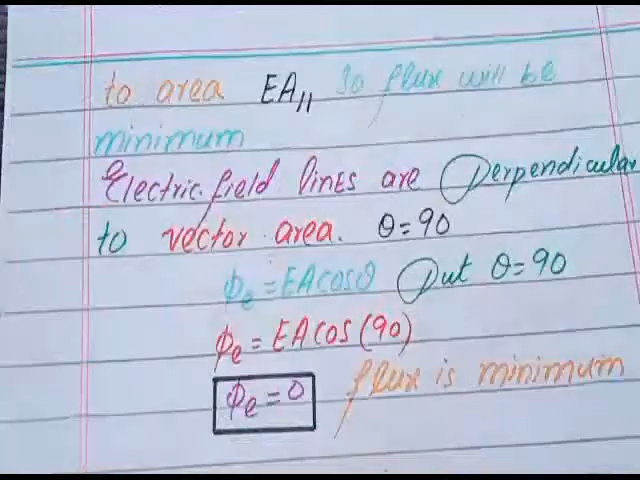 to area EA₁₁ So flux will be
minimum
Electric field lines are Perpendicular
to vector area. θ=90
ϕe = EAcosθ Put θ=90
ϕe = EAcos(90)
ϕe = 0 flux is minimum